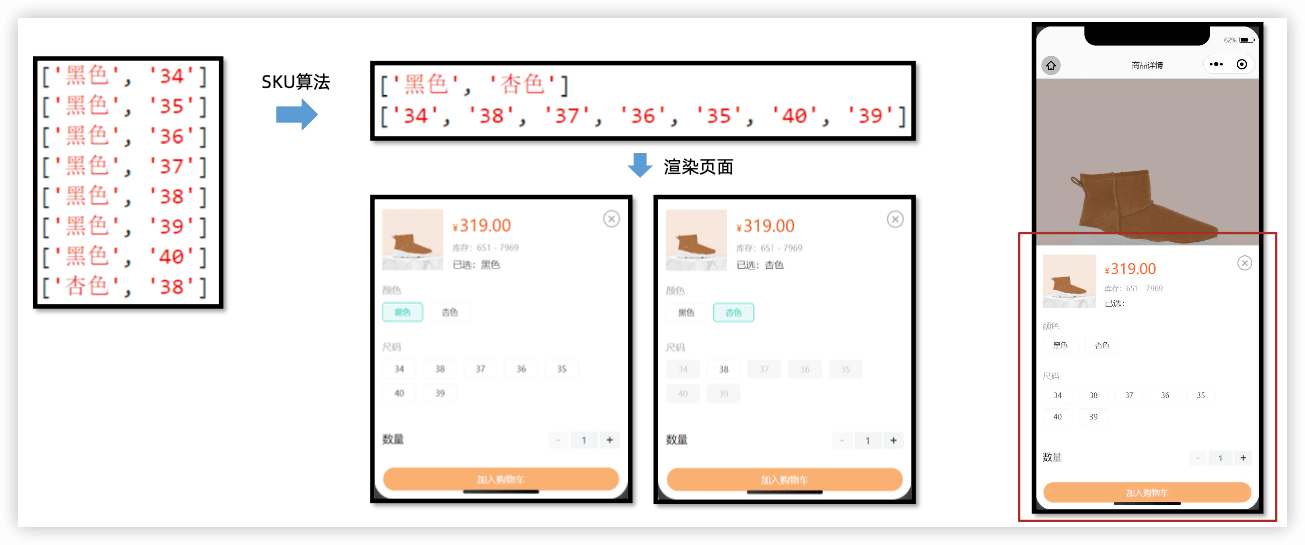 ['黑色', '34']
['黑色', '35']
['黑色', '36']
['黑色', '37']
['黑色', '38']
['黑色', '39']
['黑色', '40']
['杏色', '38']
SKU算法
['黑色', '杏色']
['34', '38', '37', '36', '35', '40', '39']
渲染页面
¥319.00
库存：651 - 7969
已选：黑色
颜色
黑色 杏色
尺码
34 38 37 36 35
40 39
数量
- 1 +
加入购物车
¥319.00
库存：651 - 7969
已选：杏色
颜色
黑色 杏色
尺码
34 38 37 36 35
40 39
数量
- 1 +
加入购物车
62%
商品详情
¥319.00
库存：651 - 7969
已选：
颜色
黑色 杏色
尺码
34 38 37 36 35
40 39
数量
- 1 +
加入购物车